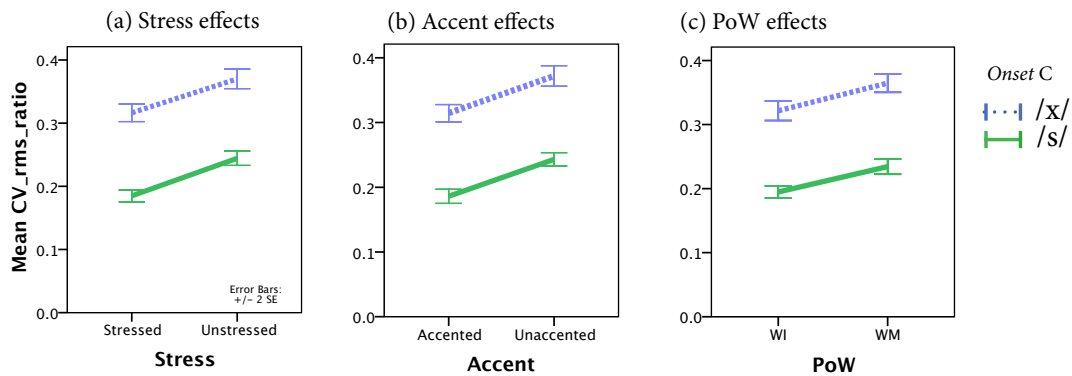 (a) Stress effects
(b) Accent effects
(c) PoW effects
Mean CV_rms_ratio
0.4
0.3
0.2
0.1
0.0
Error Bars:
+/- 2 SE
Stressed Unstressed
Stress
0.4
0.3
0.2
0.1
0.0
Accented Unaccented
Accent
0.4
0.3
0.2
0.1
0.0
WI WM
PoW
Onset C
/x/
/s/